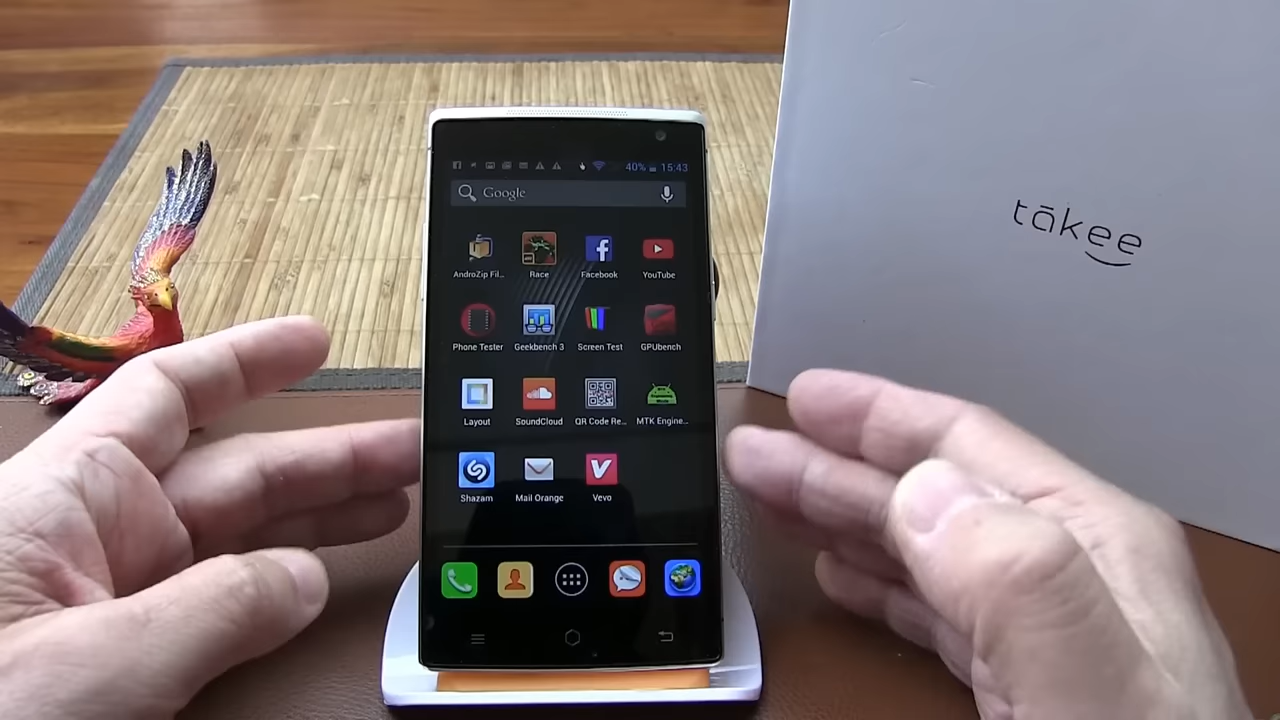 40% 15:43
Google
AndroZip Fil... Race Facebook YouTube
Phone Tester Geekbench 3 Screen Test GPUbench
Layout SoundCloud QR Code Re... MTK Engine...
Shazam Mail Orange Vevo
tākee